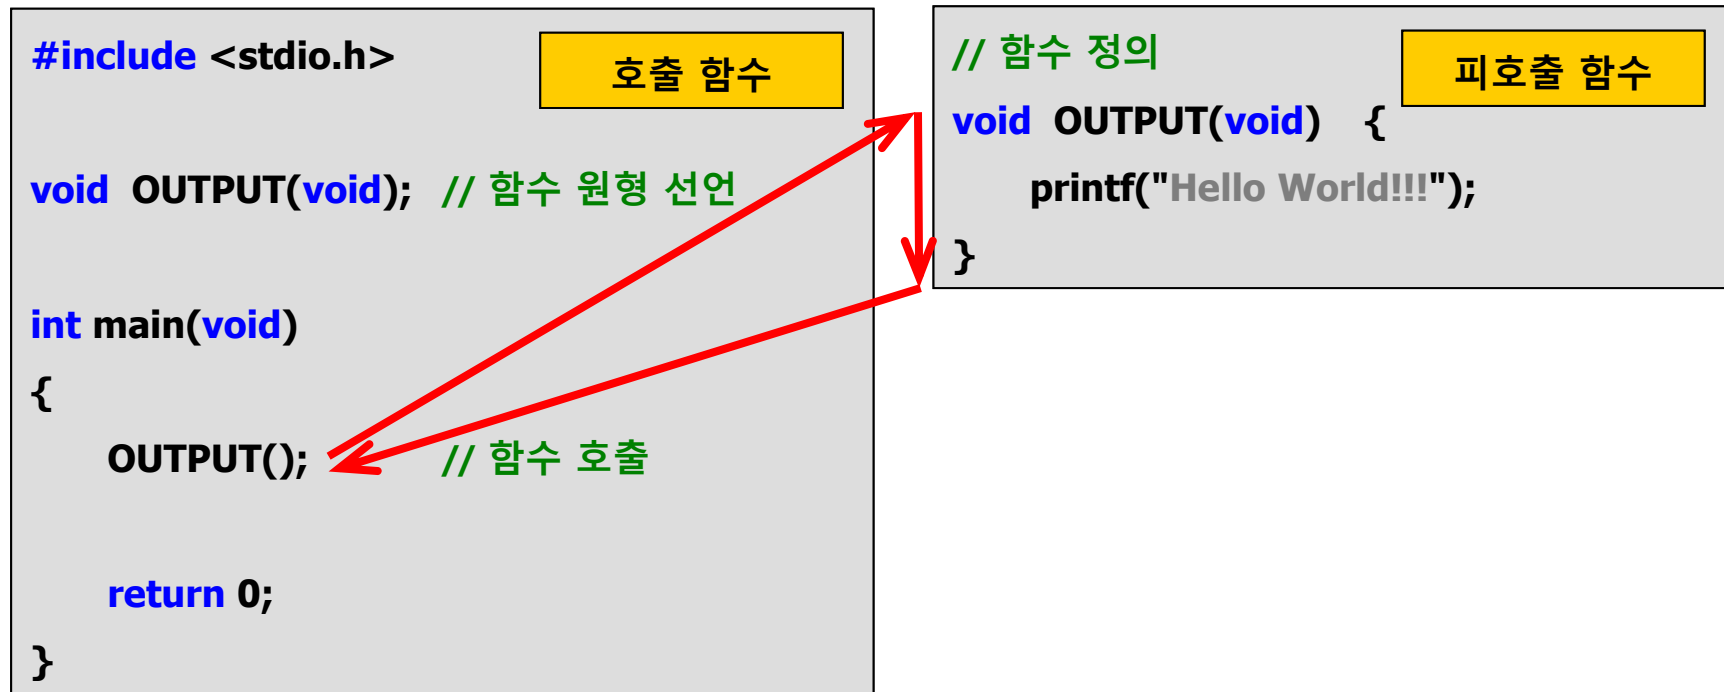 #include <stdio.h>
호출 함수
void OUTPUT(void); // 함수 원형 선언
int main(void)
{
OUTPUT(); // 함수 호출
return 0;
}
// 함수 정의
피호출 함수
void OUTPUT(void) {
printf("Hello World!!!");
}